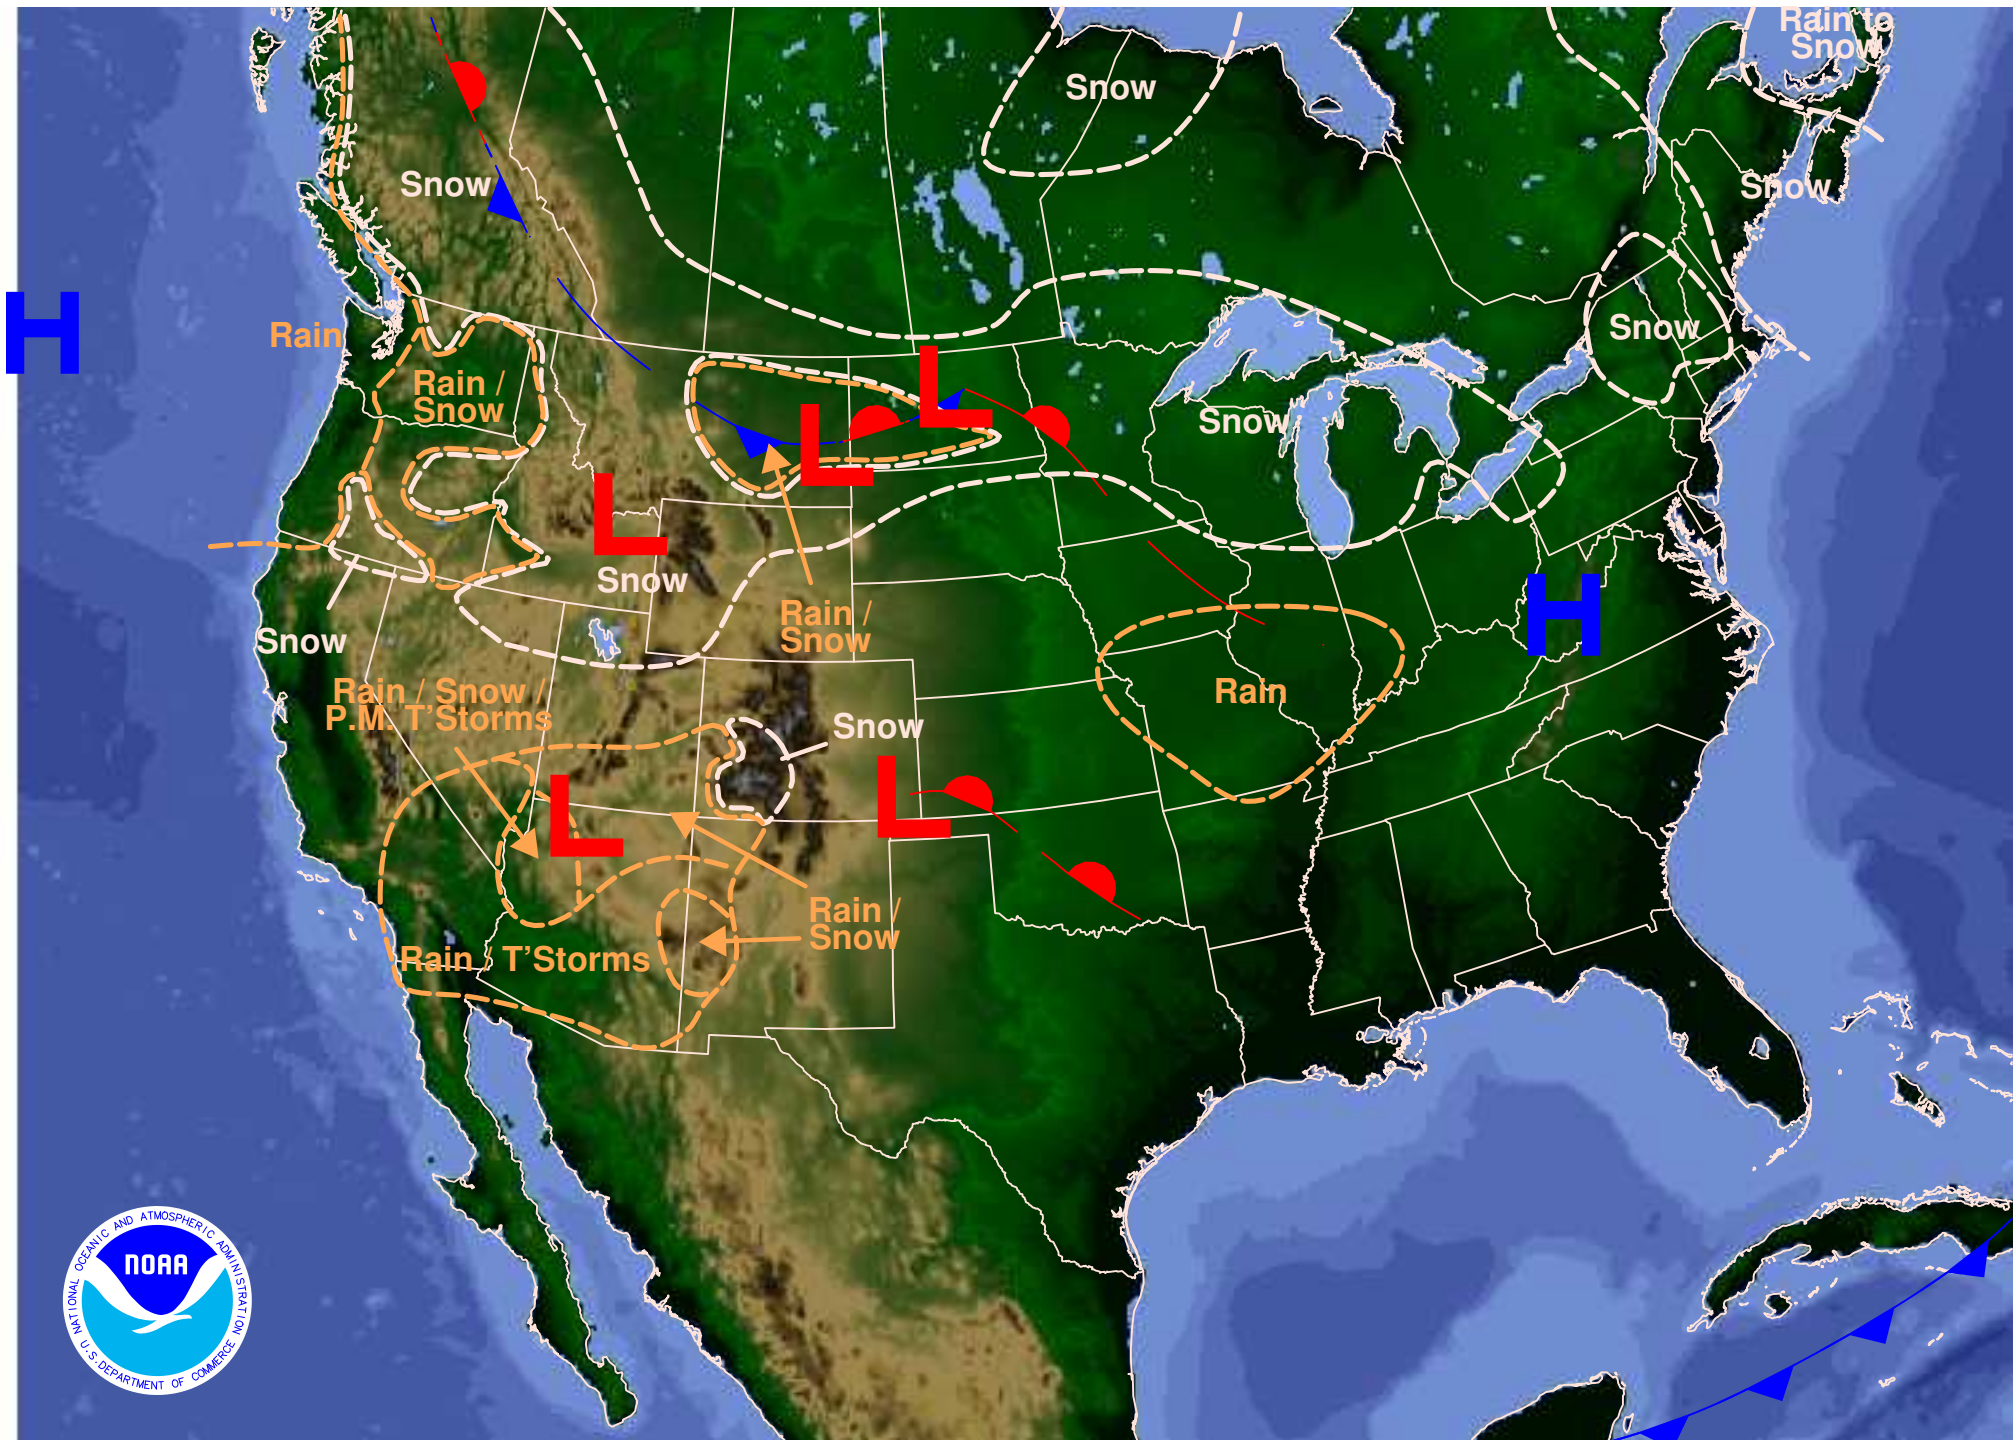 Rain to
Snow
Snow
Snow
Snow
H
Rain
Snow
L
Rain /
Snow
L
Snow
L
Snow
H
Rain /
Snow
Snow
Rain / Snow /
P.M. T'Storms
Rain
Snow
L
L
Rain /
Snow
Rain / T'Storms
NATIONAL OCEANIC AND ATMOSPHERIC ADMINISTRATION
NOAA
U.S. DEPARTMENT OF COMMERCE